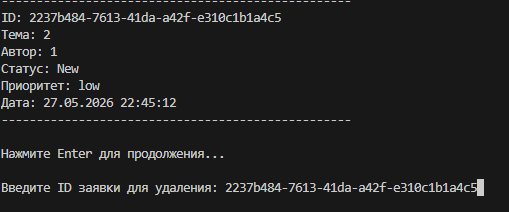 --------------------------------------------------
ID: 2237b484-7613-41da-a42f-e310c1b1a4c5
Тема: 2
Автор: 1
Статус: New
Приоритет: low
Дата: 27.05.2026 22:45:12
--------------------------------------------------
Нажмите Enter для продолжения...
Введите ID заявки для удаления: 2237b484-7613-41da-a42f-e310c1b1a4c5